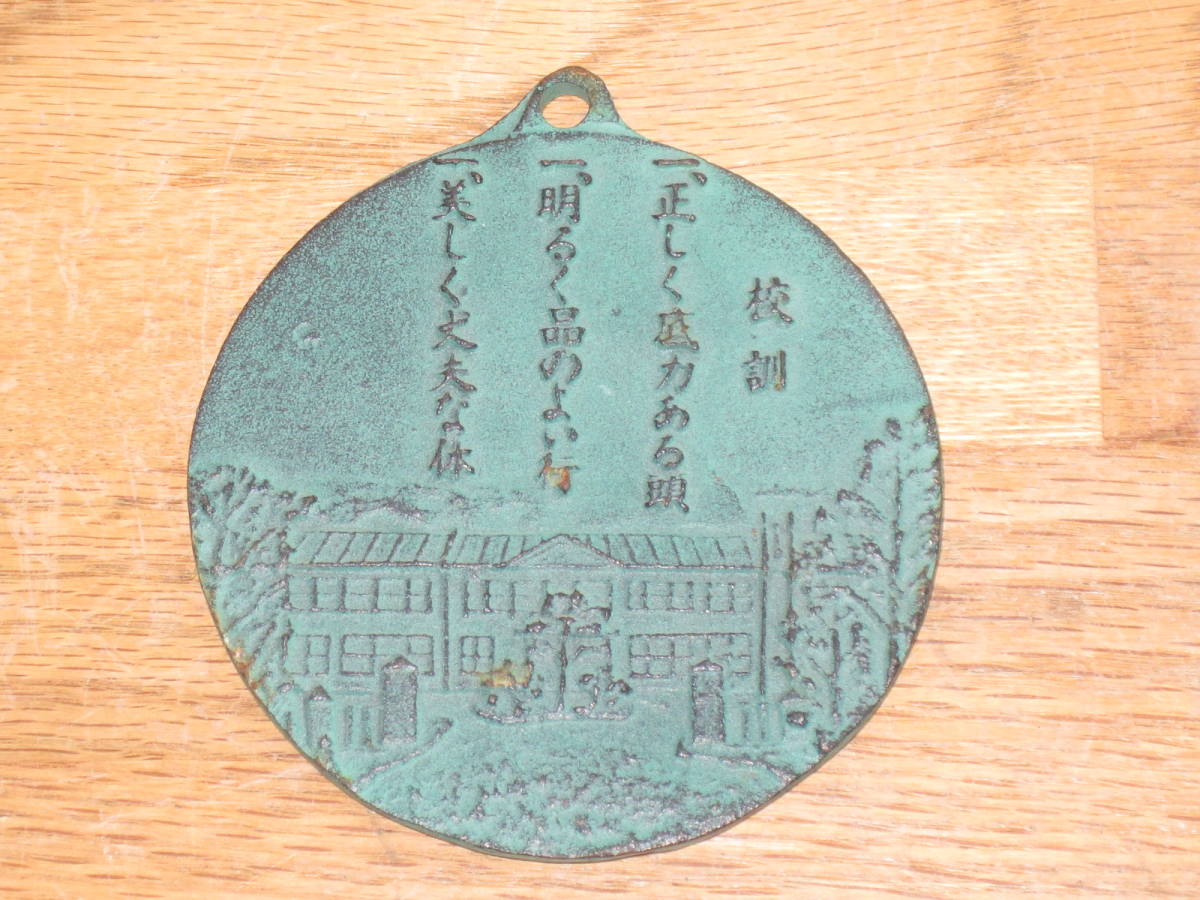 校訓
一、正しく底力ある頭
一、明るく品のよい行
一、美しく丈夫な体